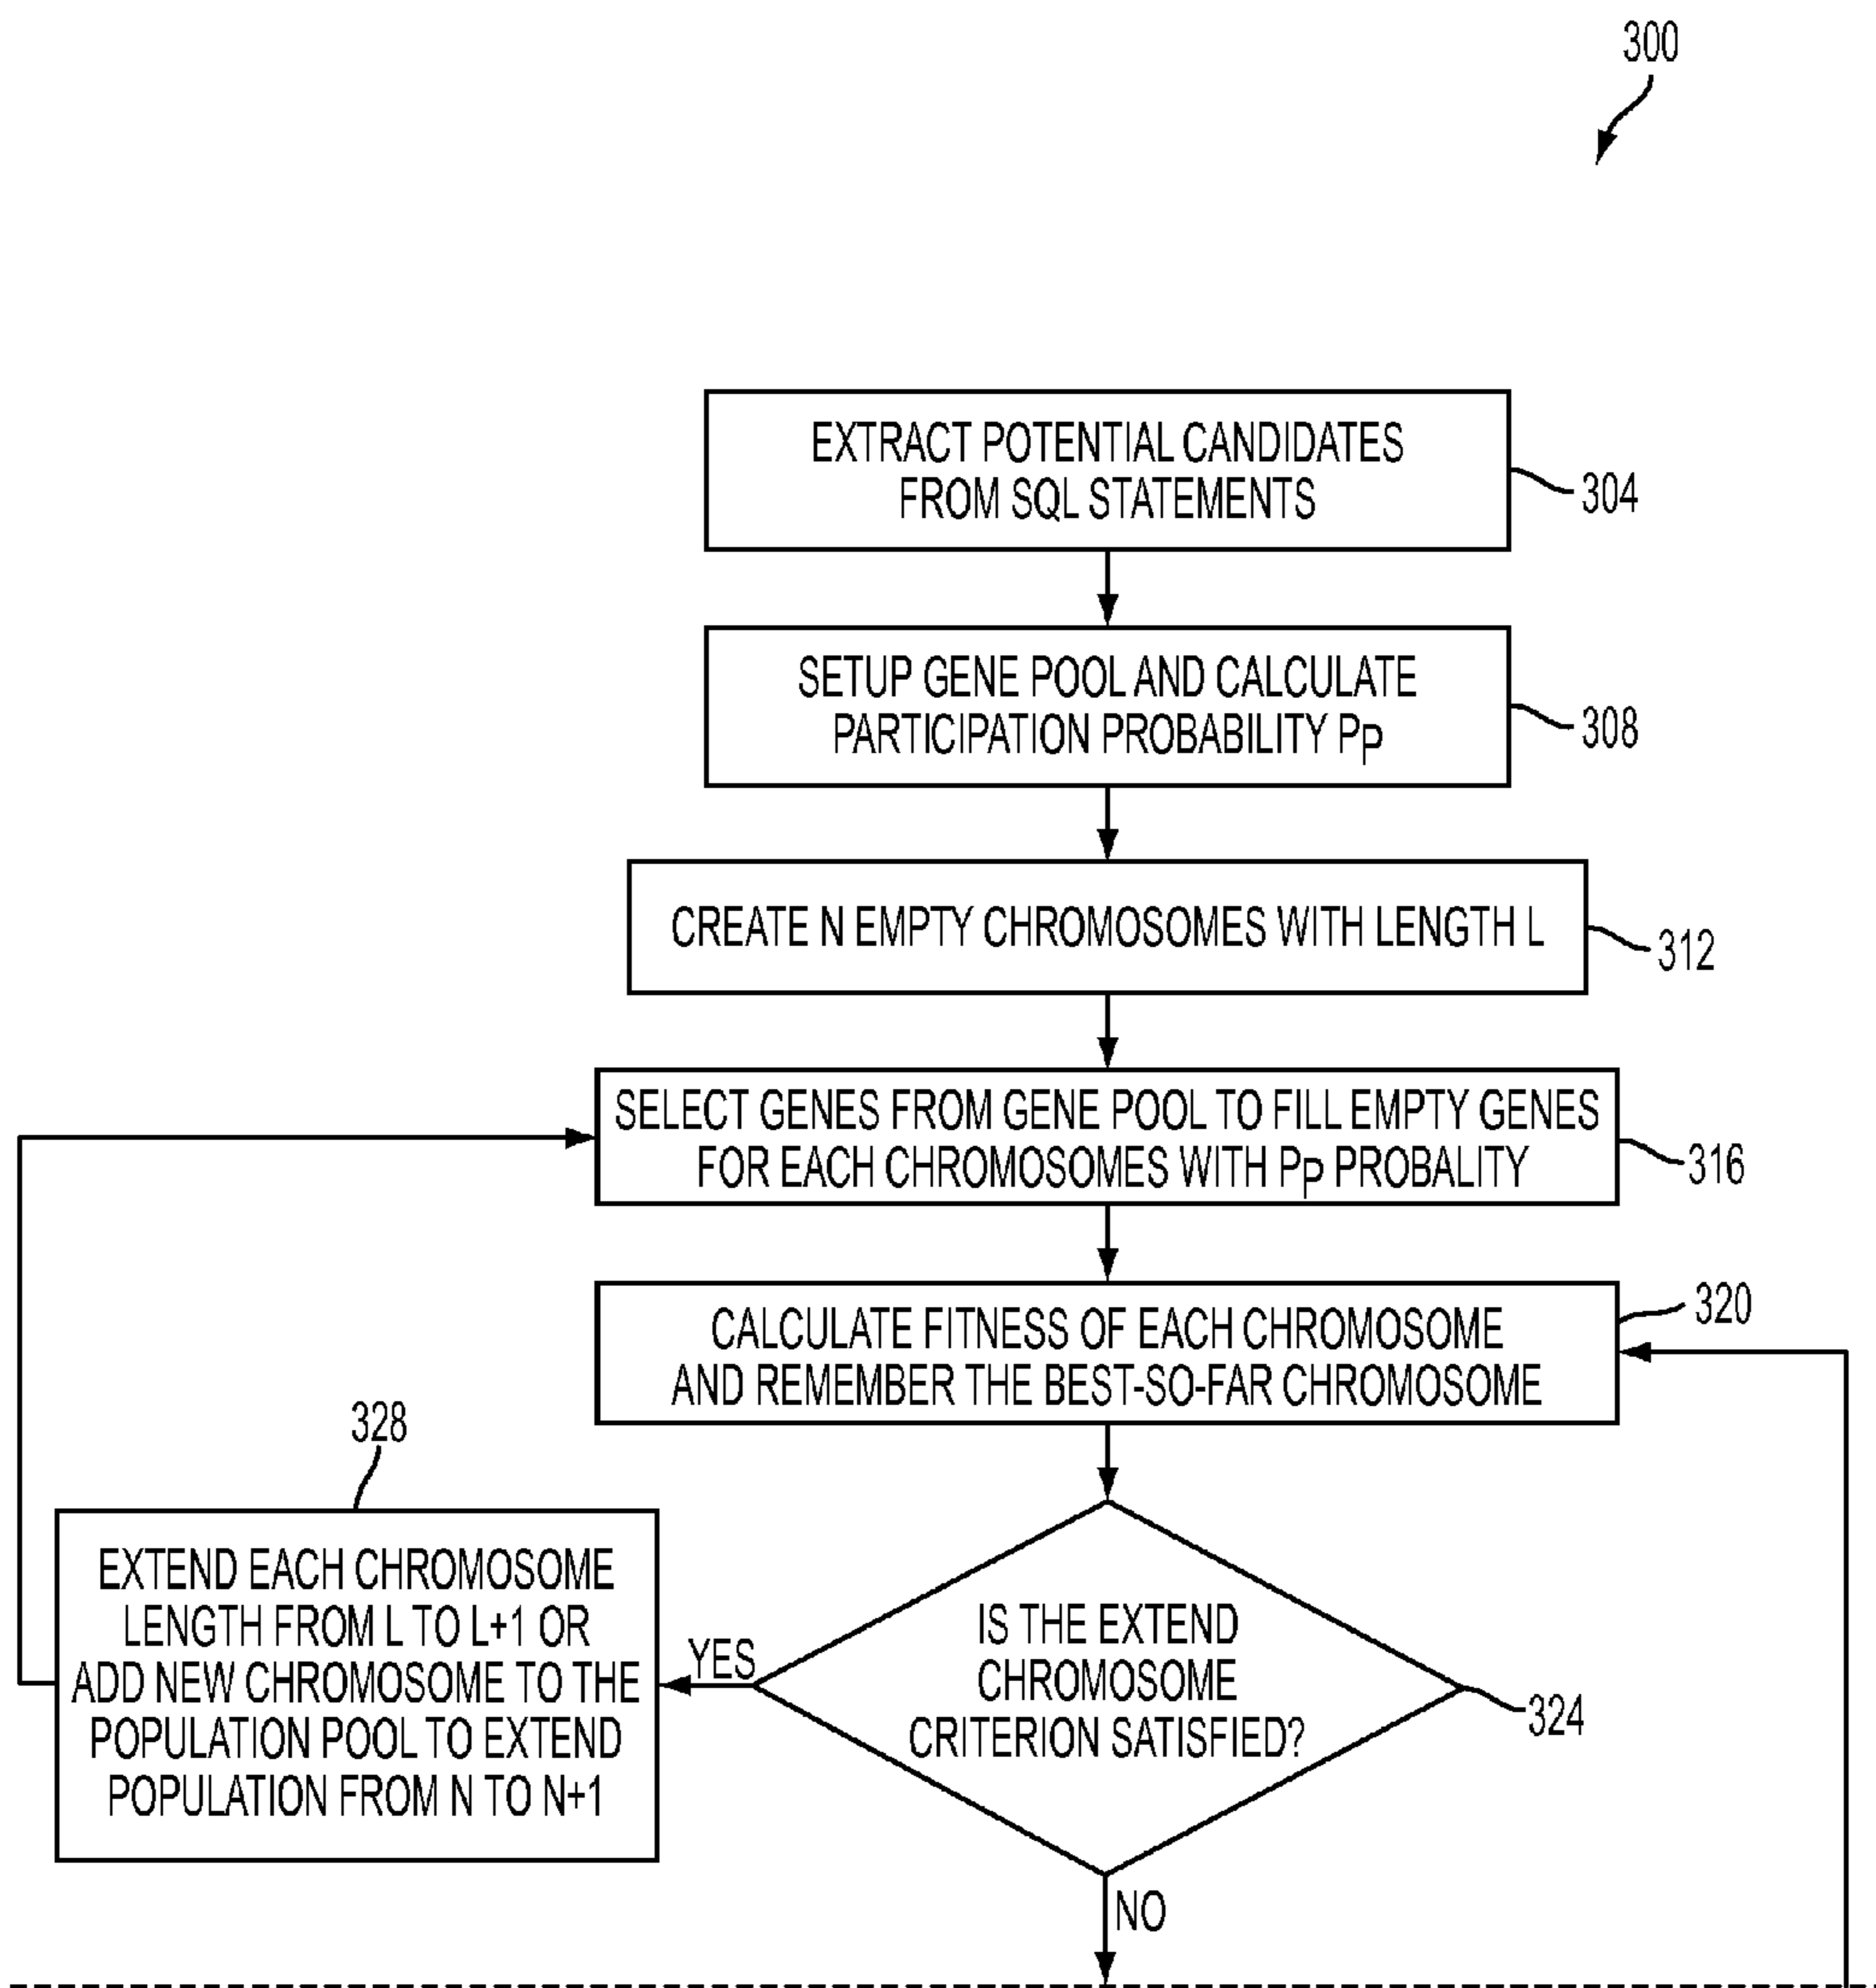 300
EXTRACT POTENTIAL CANDIDATES
FROM SQL STATEMENTS
304
SETUP GENE POOL AND CALCULATE
PARTICIPATION PROBABILITY PP
308
CREATE N EMPTY CHROMOSOMES WITH LENGTH L
312
SELECT GENES FROM GENE POOL TO FILL EMPTY GENES
FOR EACH CHROMOSOMES WITH PP PROBALITY
316
CALCULATE FITNESS OF EACH CHROMOSOME
AND REMEMBER THE BEST-SO-FAR CHROMOSOME
320
328
EXTEND EACH CHROMOSOME
LENGTH FROM L TO L+1 OR
ADD NEW CHROMOSOME TO THE
POPULATION POOL TO EXTEND
POPULATION FROM N TO N+1
YES
IS THE EXTEND
CHROMOSOME
CRITERION SATISFIED?
324
NO